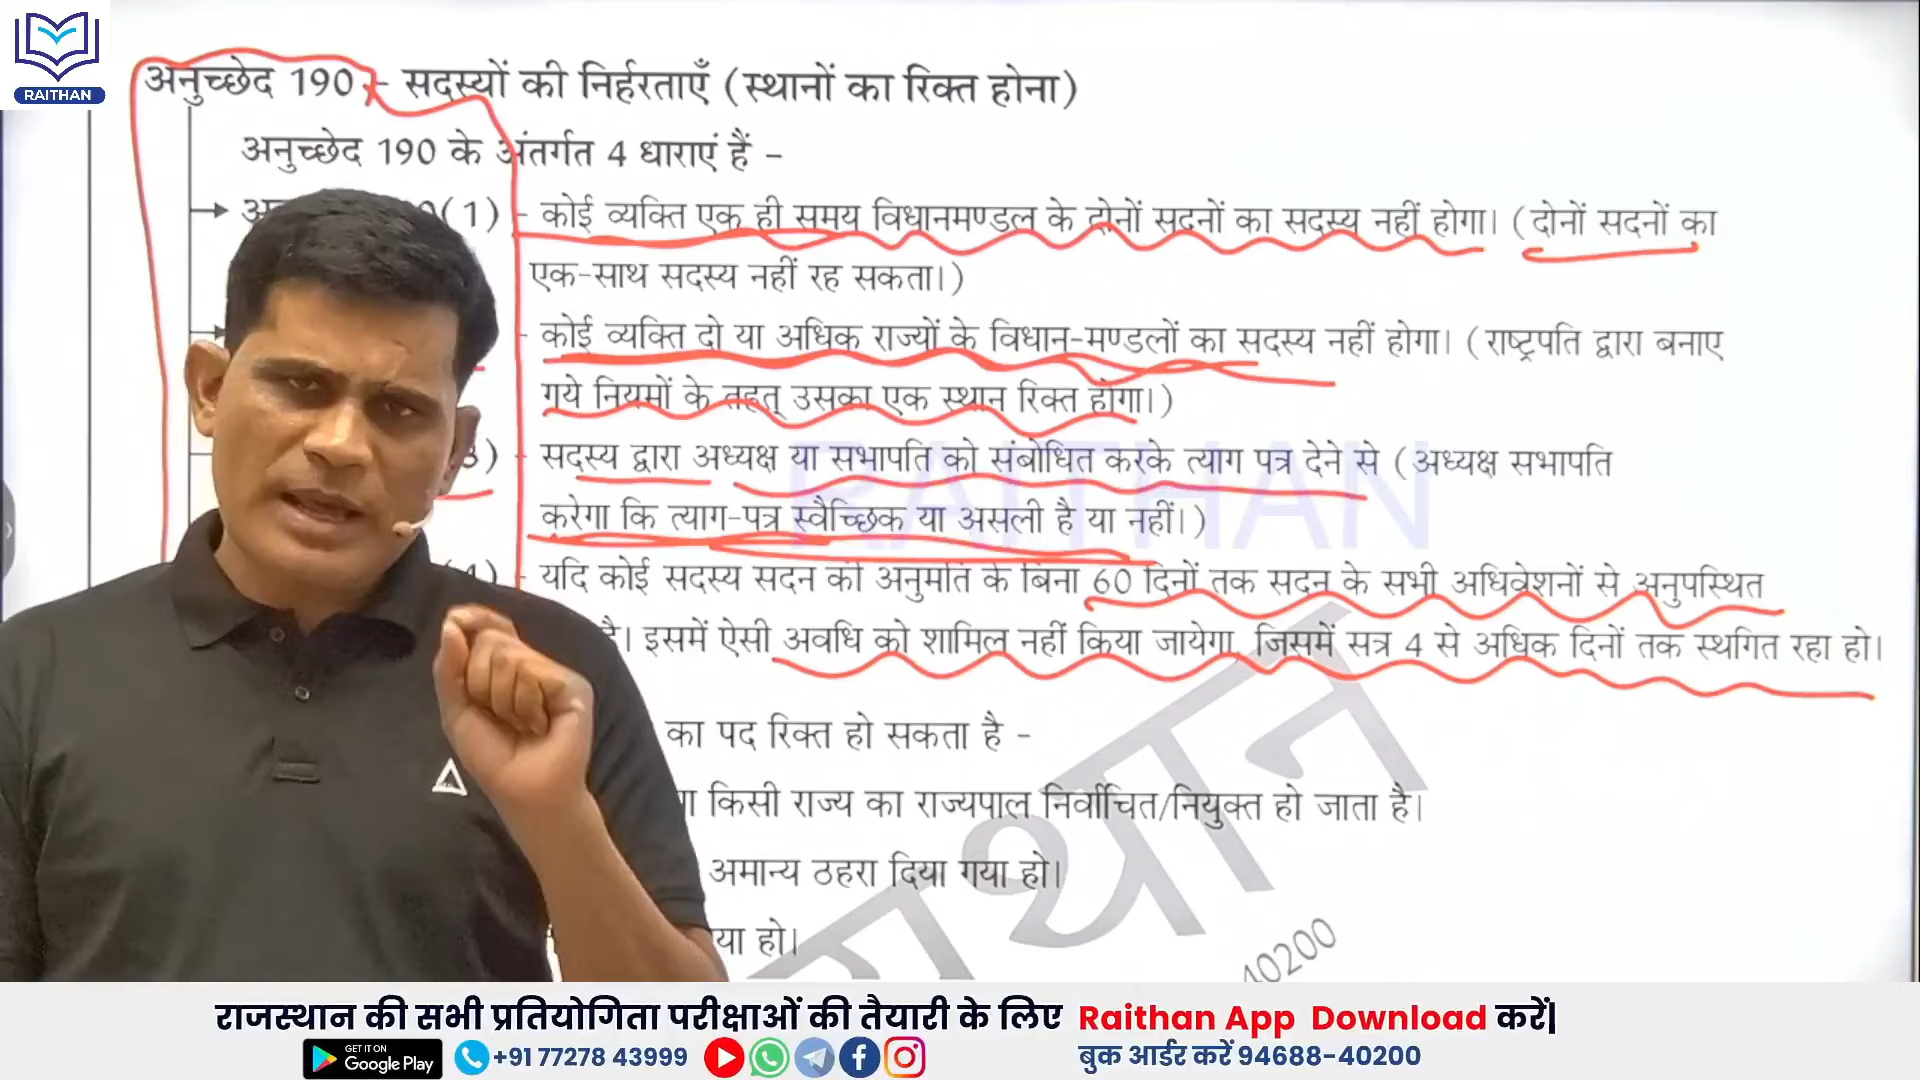 RAITHAN
अनुच्छेद 190 - सदस्यों की निर्हरताएँ (स्थानों का रिक्त होना)
अनुच्छेद 190 के अंतर्गत 4 धाराएं हैं -
(1) - कोई व्यक्ति एक ही समय विधानमण्डल के दोनों सदनों का सदस्य नहीं होगा। (दोनों सदनों का
एक-साथ सदस्य नहीं रह सकता।)
- कोई व्यक्ति दो या अधिक राज्यों के विधान-मण्डलों का सदस्य नहीं होगा। (राष्ट्रपति द्वारा बनाए
गये नियमों के तहत् उसका एक स्थान रिक्त होगा।)
3) - सदस्य द्वारा अध्यक्ष या सभापति को संबोधित करके त्याग पत्र देने से (अध्यक्ष सभापति
करेगा कि त्याग-पत्र स्वैच्छिक या असली है या नहीं।)
- यदि कोई सदस्य सदन की अनुमति के बिना 60 दिनों तक सदन के सभी अधिवेशनों से अनुपस्थित
है। इसमें ऐसी अवधि को शामिल नहीं किया जायेगा, जिसमें सत्र 4 से अधिक दिनों तक स्थगित रहा हो।
का पद रिक्त हो सकता है -
किसी राज्य का राज्यपाल निर्वाचित/नियुक्त हो जाता है।
अमान्य ठहरा दिया गया हो।
हो।
RAITHAN
40200
राजस्थान की सभी प्रतियोगिता परीक्षाओं की तैयारी के लिए Raithan App Download करें|
GET IT ON
Google Play
+91 77278 43999
बुक आर्डर करें 94688-40200